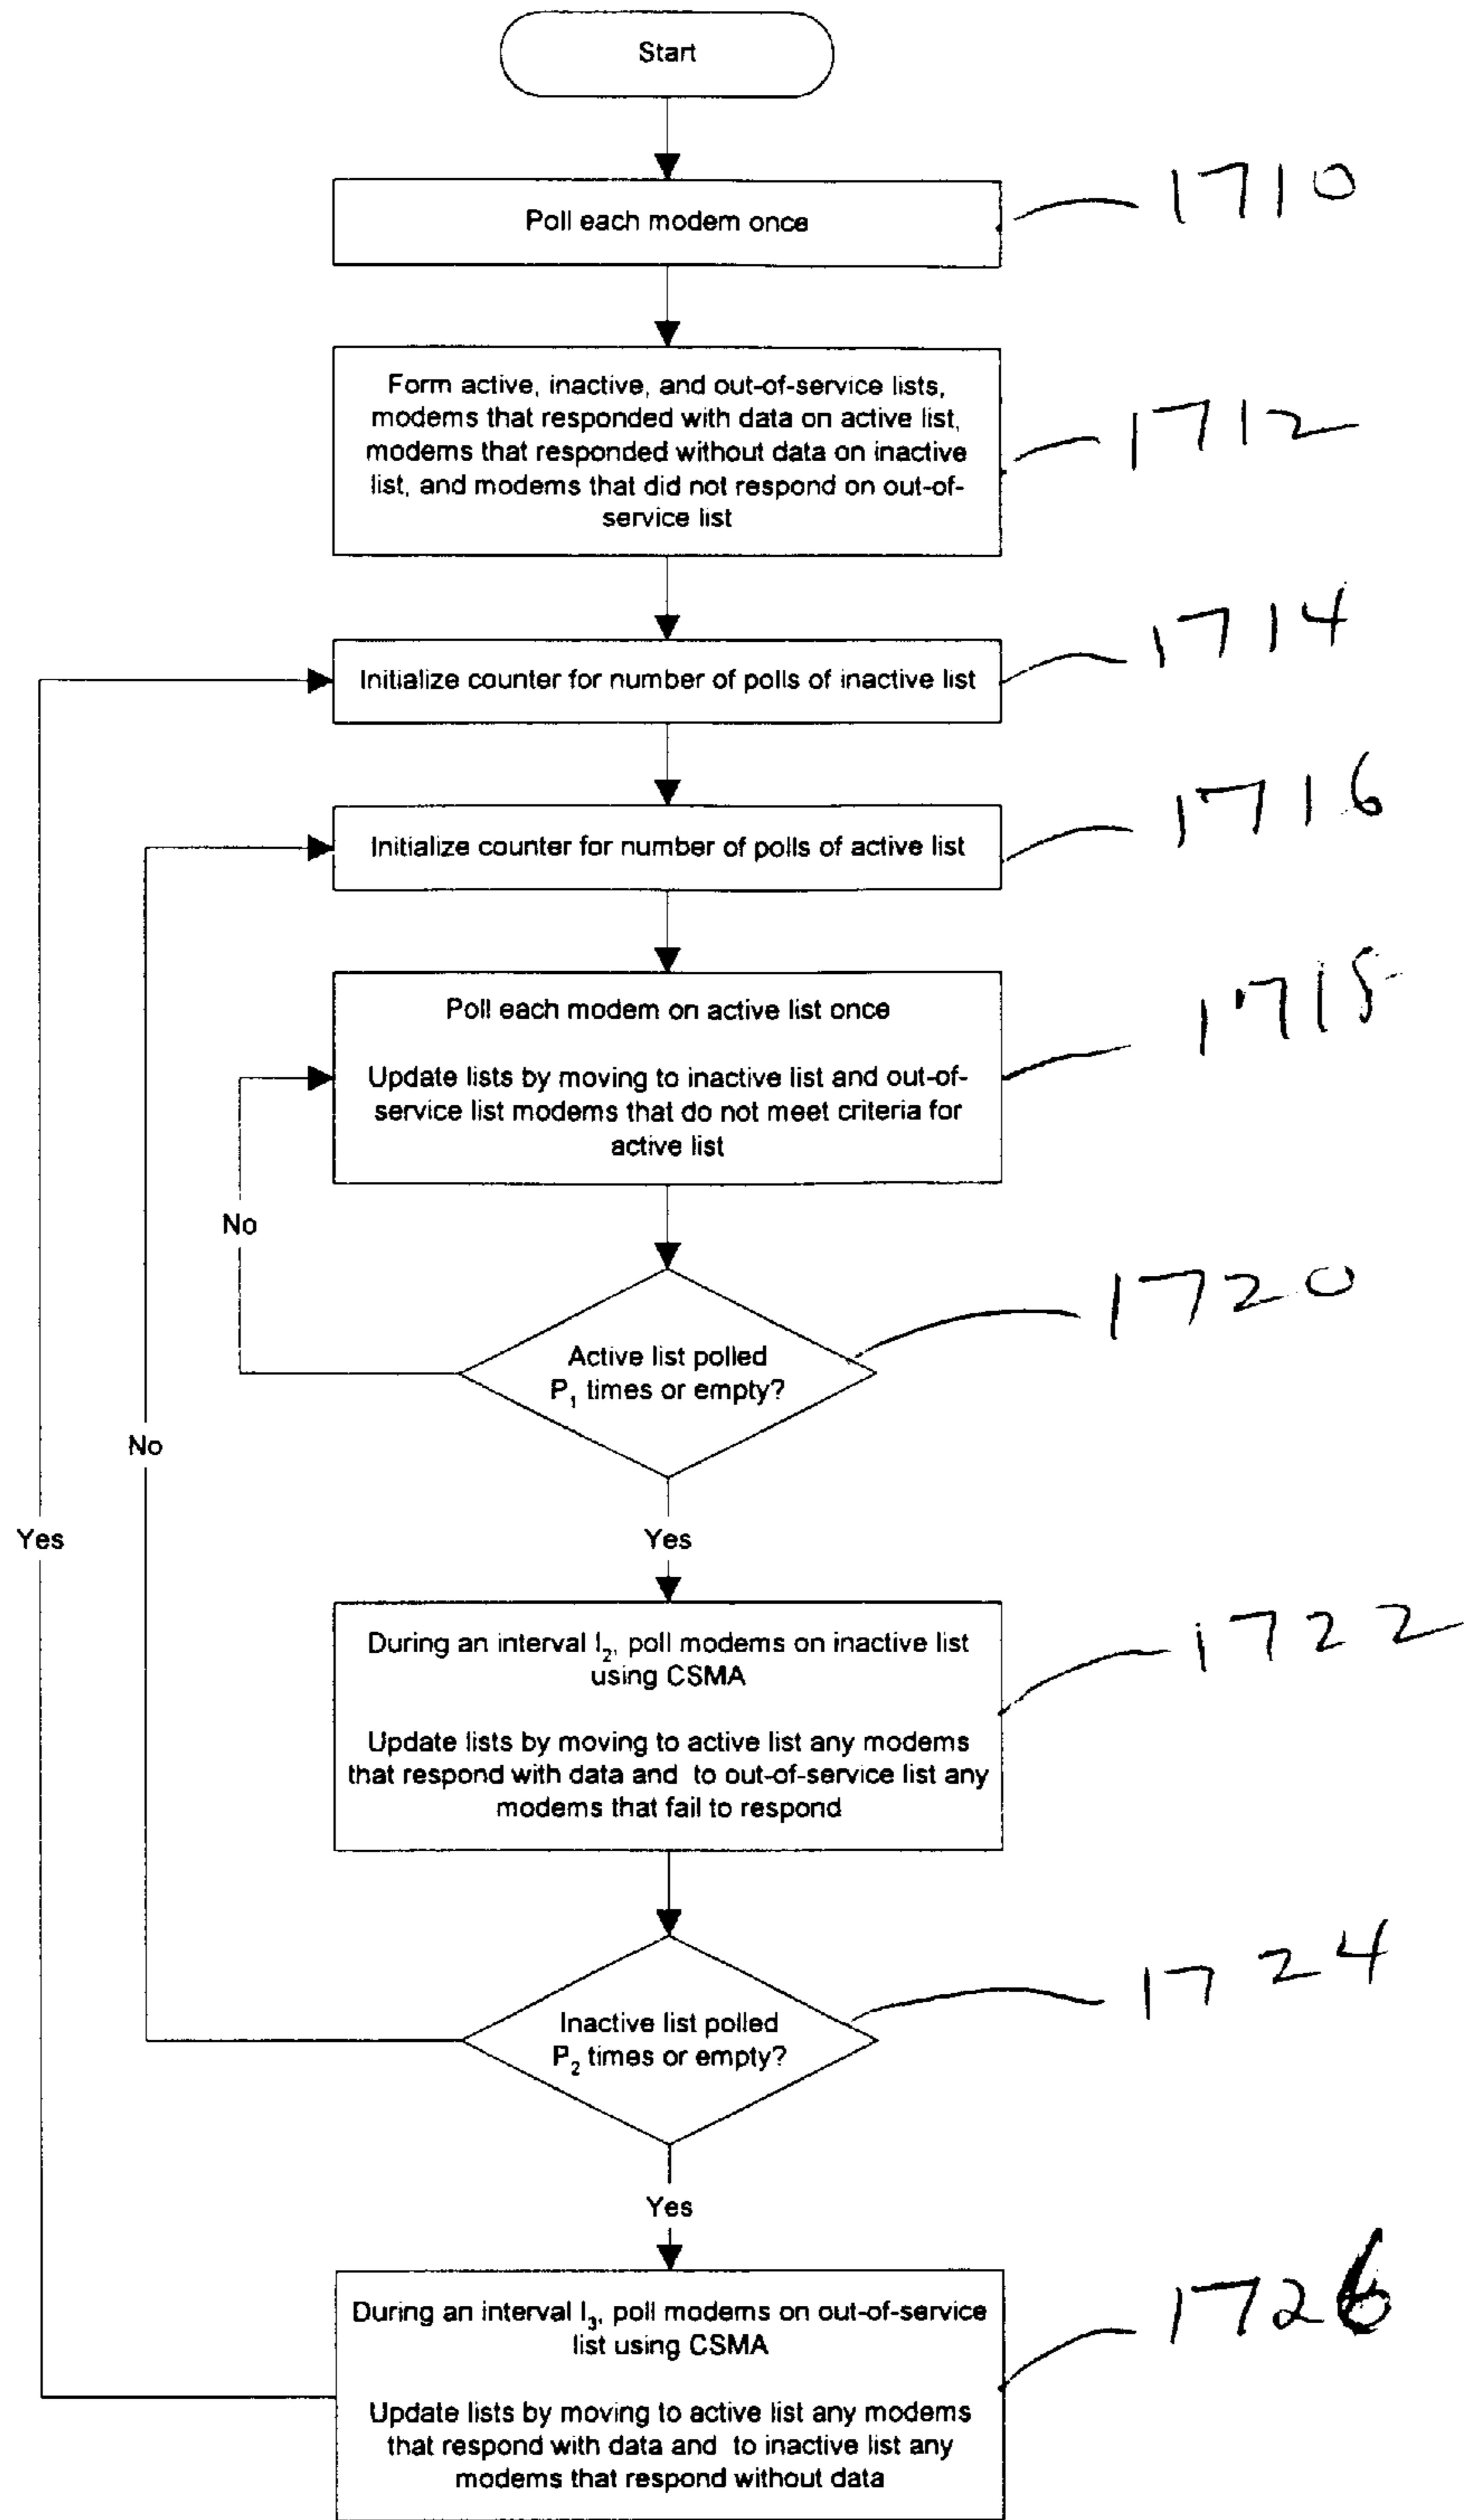 Start
Poll each modem once
1710
Form active, inactive, and out-of-service lists,
modems that responded with data on active list,
modems that responded without data on inactive
list, and modems that did not respond on out-of-
service list
1712
Initialize counter for number of polls of inactive list
1714
Initialize counter for number of polls of active list
1716
Poll each modem on active list once
Update lists by moving to inactive list and out-of-
service list modems that do not meet criteria for
active list
1718
No
Active list polled
P₁ times or empty?
1720
No
Yes
Yes
During an interval I₂, poll modems on inactive list
using CSMA
Update lists by moving to active list any modems
that respond with data and to out-of-service list any
modems that fail to respond
1722
Inactive list polled
P₂ times or empty?
1724
Yes
During an interval I₃, poll modems on out-of-service
list using CSMA
Update lists by moving to active list any modems
that respond with data and to inactive list any
modems that respond without data
1726